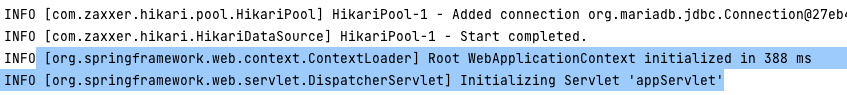 INFO [com.zaxxer.hikari.pool.HikariPool] HikariPool-1 - Added connection org.mariadb.jdbc.Connection@27eb4
INFO [com.zaxxer.hikari.HikariDataSource] HikariPool-1 - Start completed.
INFO [org.springframework.web.context.ContextLoader] Root WebApplicationContext initialized in 388 ms
INFO [org.springframework.web.servlet.DispatcherServlet] Initializing Servlet 'appServlet'